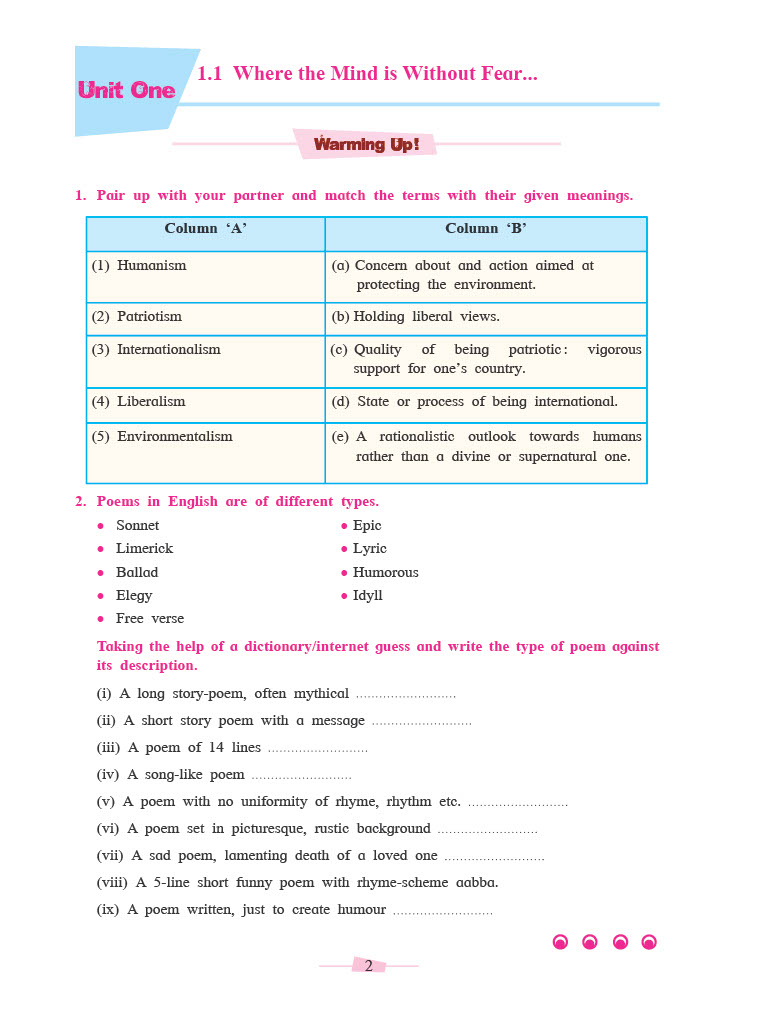 Unit One
1.1 Where the Mind is Without Fear...
Warming Up!
1. Pair up with your partner and match the terms with their given meanings.
Column ‘A’ Column ‘B’
(1) Humanism (a) Concern about and action aimed at
protecting the environment.
(2) Patriotism (b) Holding liberal views.
(3) Internationalism (c) Quality of being patriotic: vigorous
support for one’s country.
(4) Liberalism (d) State or process of being international.
(5) Environmentalism (e) A rationalistic outlook towards humans
rather than a divine or supernatural one.
2. Poems in English are of different types.
• Sonnet • Epic
• Limerick • Lyric
• Ballad • Humorous
• Elegy • Idyll
• Free verse
Taking the help of a dictionary/internet guess and write the type of poem against
its description.
(i) A long story-poem, often mythical ..........................
(ii) A short story poem with a message ..........................
(iii) A poem of 14 lines ..........................
(iv) A song-like poem ..........................
(v) A poem with no uniformity of rhyme, rhythm etc. ..........................
(vi) A poem set in picturesque, rustic background ..........................
(vii) A sad poem, lamenting death of a loved one ..........................
(viii) A 5-line short funny poem with rhyme-scheme aabba.
(ix) A poem written, just to create humour ..........................
2